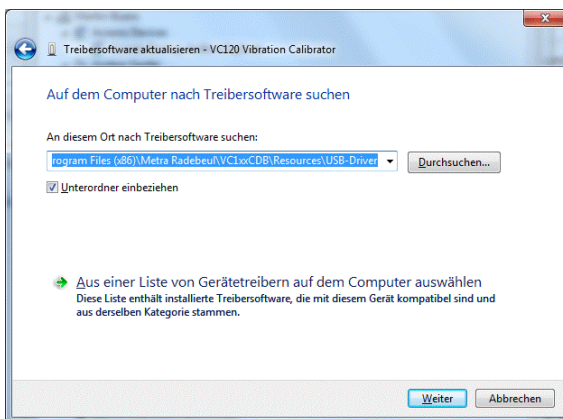 Treibersoftware aktualisieren - VC120 Vibration Calibrator
Auf dem Computer nach Treibersoftware suchen
An diesem Ort nach Treibersoftware suchen:
rogram Files (x86)\Metra Radebeul\VC1xxCDB\Resources\USB-Driver
Durchsuchen...
Unterordner einbeziehen
Aus einer Liste von Gerätetreibern auf dem Computer auswählen
Diese Liste enthält installierte Treibersoftware, die mit diesem Gerät kompatibel sind und
aus derselben Kategorie stammen.
Weiter
Abbrechen